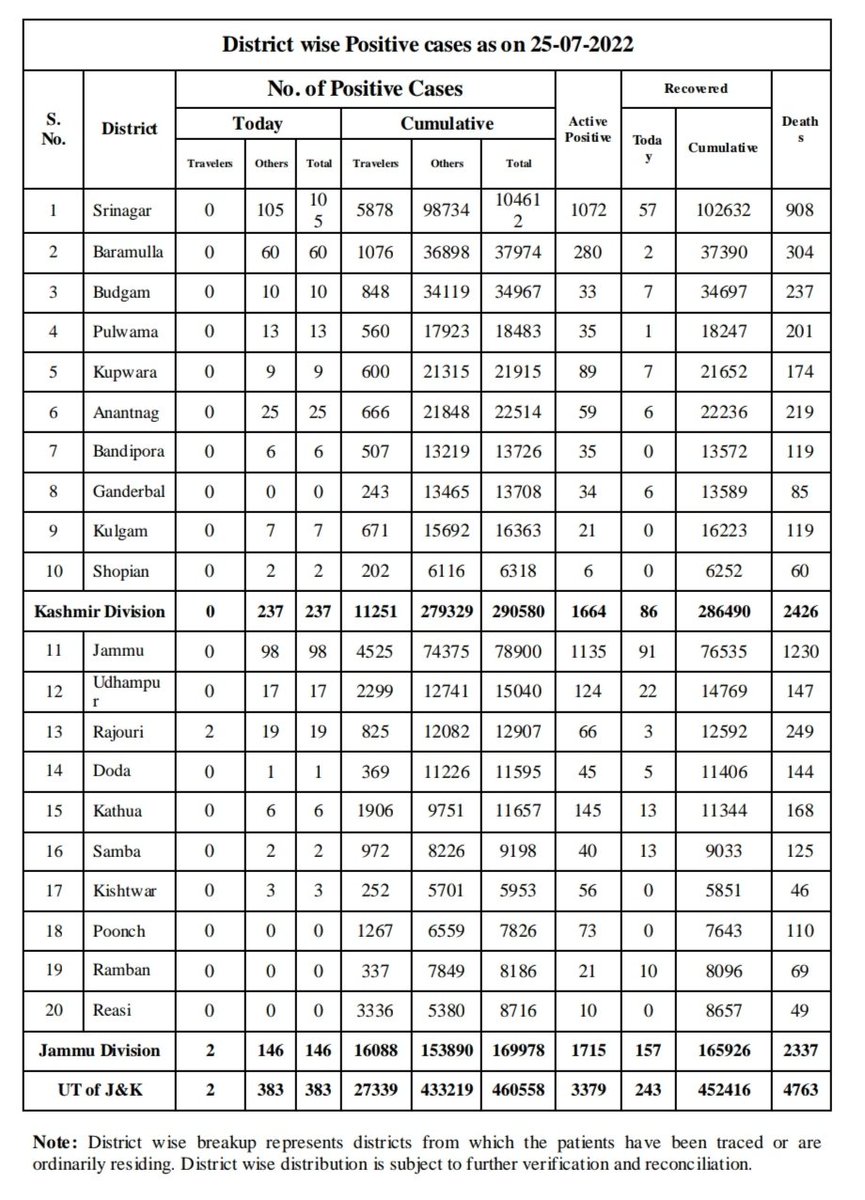 District wise Positive cases as on 25-07-2022
S. No. District No. of Positive Cases Active Positive Recovered Deaths
Today Cumulative Today Cumulative
Travelers Others Total Travelers Others Total
1 Srinagar 0 105 105 5878 98734 104612 1072 57 102632 908
2 Baramulla 0 60 60 1076 36898 37974 280 2 37390 304
3 Budgam 0 10 10 848 34119 34967 33 7 34697 237
4 Pulwama 0 13 13 560 17923 18483 35 1 18247 201
5 Kupwara 0 9 9 600 21315 21915 89 7 21652 174
6 Anantnag 0 25 25 666 21848 22514 59 6 22236 219
7 Bandipora 0 6 6 507 13219 13726 35 0 13572 119
8 Ganderbal 0 0 0 243 13465 13708 34 6 13589 85
9 Kulgam 0 7 7 671 15692 16363 21 0 16223 119
10 Shopian 0 2 2 202 6116 6318 6 0 6252 60
Kashmir Division 0 237 237 11251 279329 290580 1664 86 286490 2426
11 Jammu 0 98 98 4525 74375 78900 1135 91 76535 1230
12 Udhampur 0 17 17 2299 12741 15040 124 22 14769 147
13 Rajouri 2 19 19 825 12082 12907 66 3 12592 249
14 Doda 0 1 1 369 11226 11595 45 5 11406 144
15 Kathua 0 6 6 1906 9751 11657 145 13 11344 168
16 Samba 0 2 2 972 8226 9198 40 13 9033 125
17 Kishtwar 0 3 3 252 5701 5953 56 0 5851 46
18 Poonch 0 0 0 1267 6559 7826 73 0 7643 110
19 Ramban 0 0 0 337 7849 8186 21 10 8096 69
20 Reasi 0 0 0 3336 5380 8716 10 0 8657 49
Jammu Division 2 146 146 16088 153890 169978 1715 157 165926 2337
UT of J&K 2 383 383 27339 433219 460558 3379 243 452416 4763
Note: District wise breakup represents districts from which the patients have been traced or are
ordinarily residing. District wise distribution is subject to further verification and reconciliation.